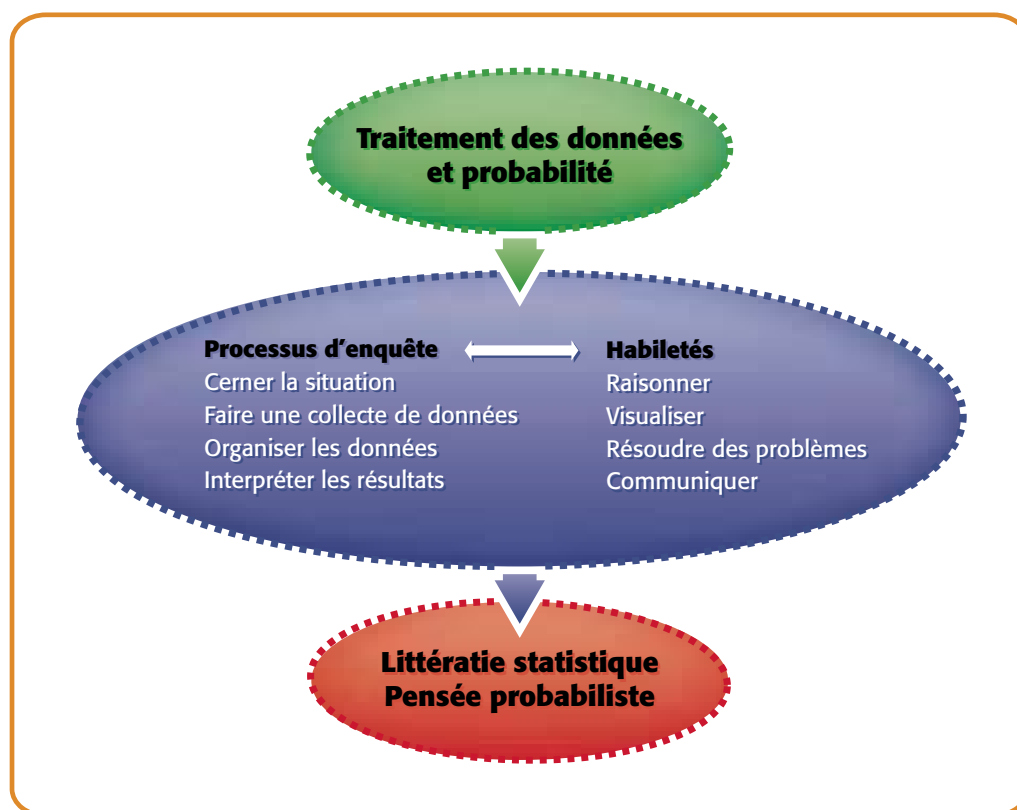 Traitement des données
et probabilité
Processus d'enquête
Cerner la situation
Faire une collecte de données
Organiser les données
Interpréter les résultats
Habiletés
Raisonner
Visualiser
Résoudre des problèmes
Communiquer
Littératie statistique
Pensée probabiliste